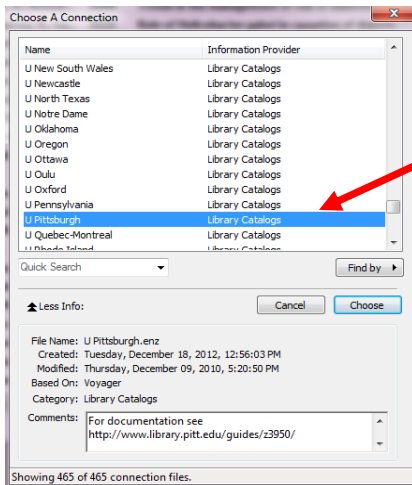 Choose A Connection
Name Information Provider
U New South Wales Library Catalogs
U Newcastle Library Catalogs
U North Texas Library Catalogs
U Notre Dame Library Catalogs
U Oklahoma Library Catalogs
U Oregon Library Catalogs
U Ottawa Library Catalogs
U Oulu Library Catalogs
U Oxford Library Catalogs
U Pennsylvania Library Catalogs
U Pittsburgh Library Catalogs
U Quebec-Montreal Library Catalogs
U Rhode Island Library Catalogs
Quick Search Find by
Less Info: Cancel Choose
File Name: U Pittsburgh.enz
Created: Tuesday, December 18, 2012, 12:56:03 PM
Modified: Thursday, December 09, 2010, 5:20:50 PM
Based On: Voyager
Category: Library Catalogs
Comments: For documentation see
http://www.library.pitt.edu/guides/z3950/
Showing 465 of 465 connection files.